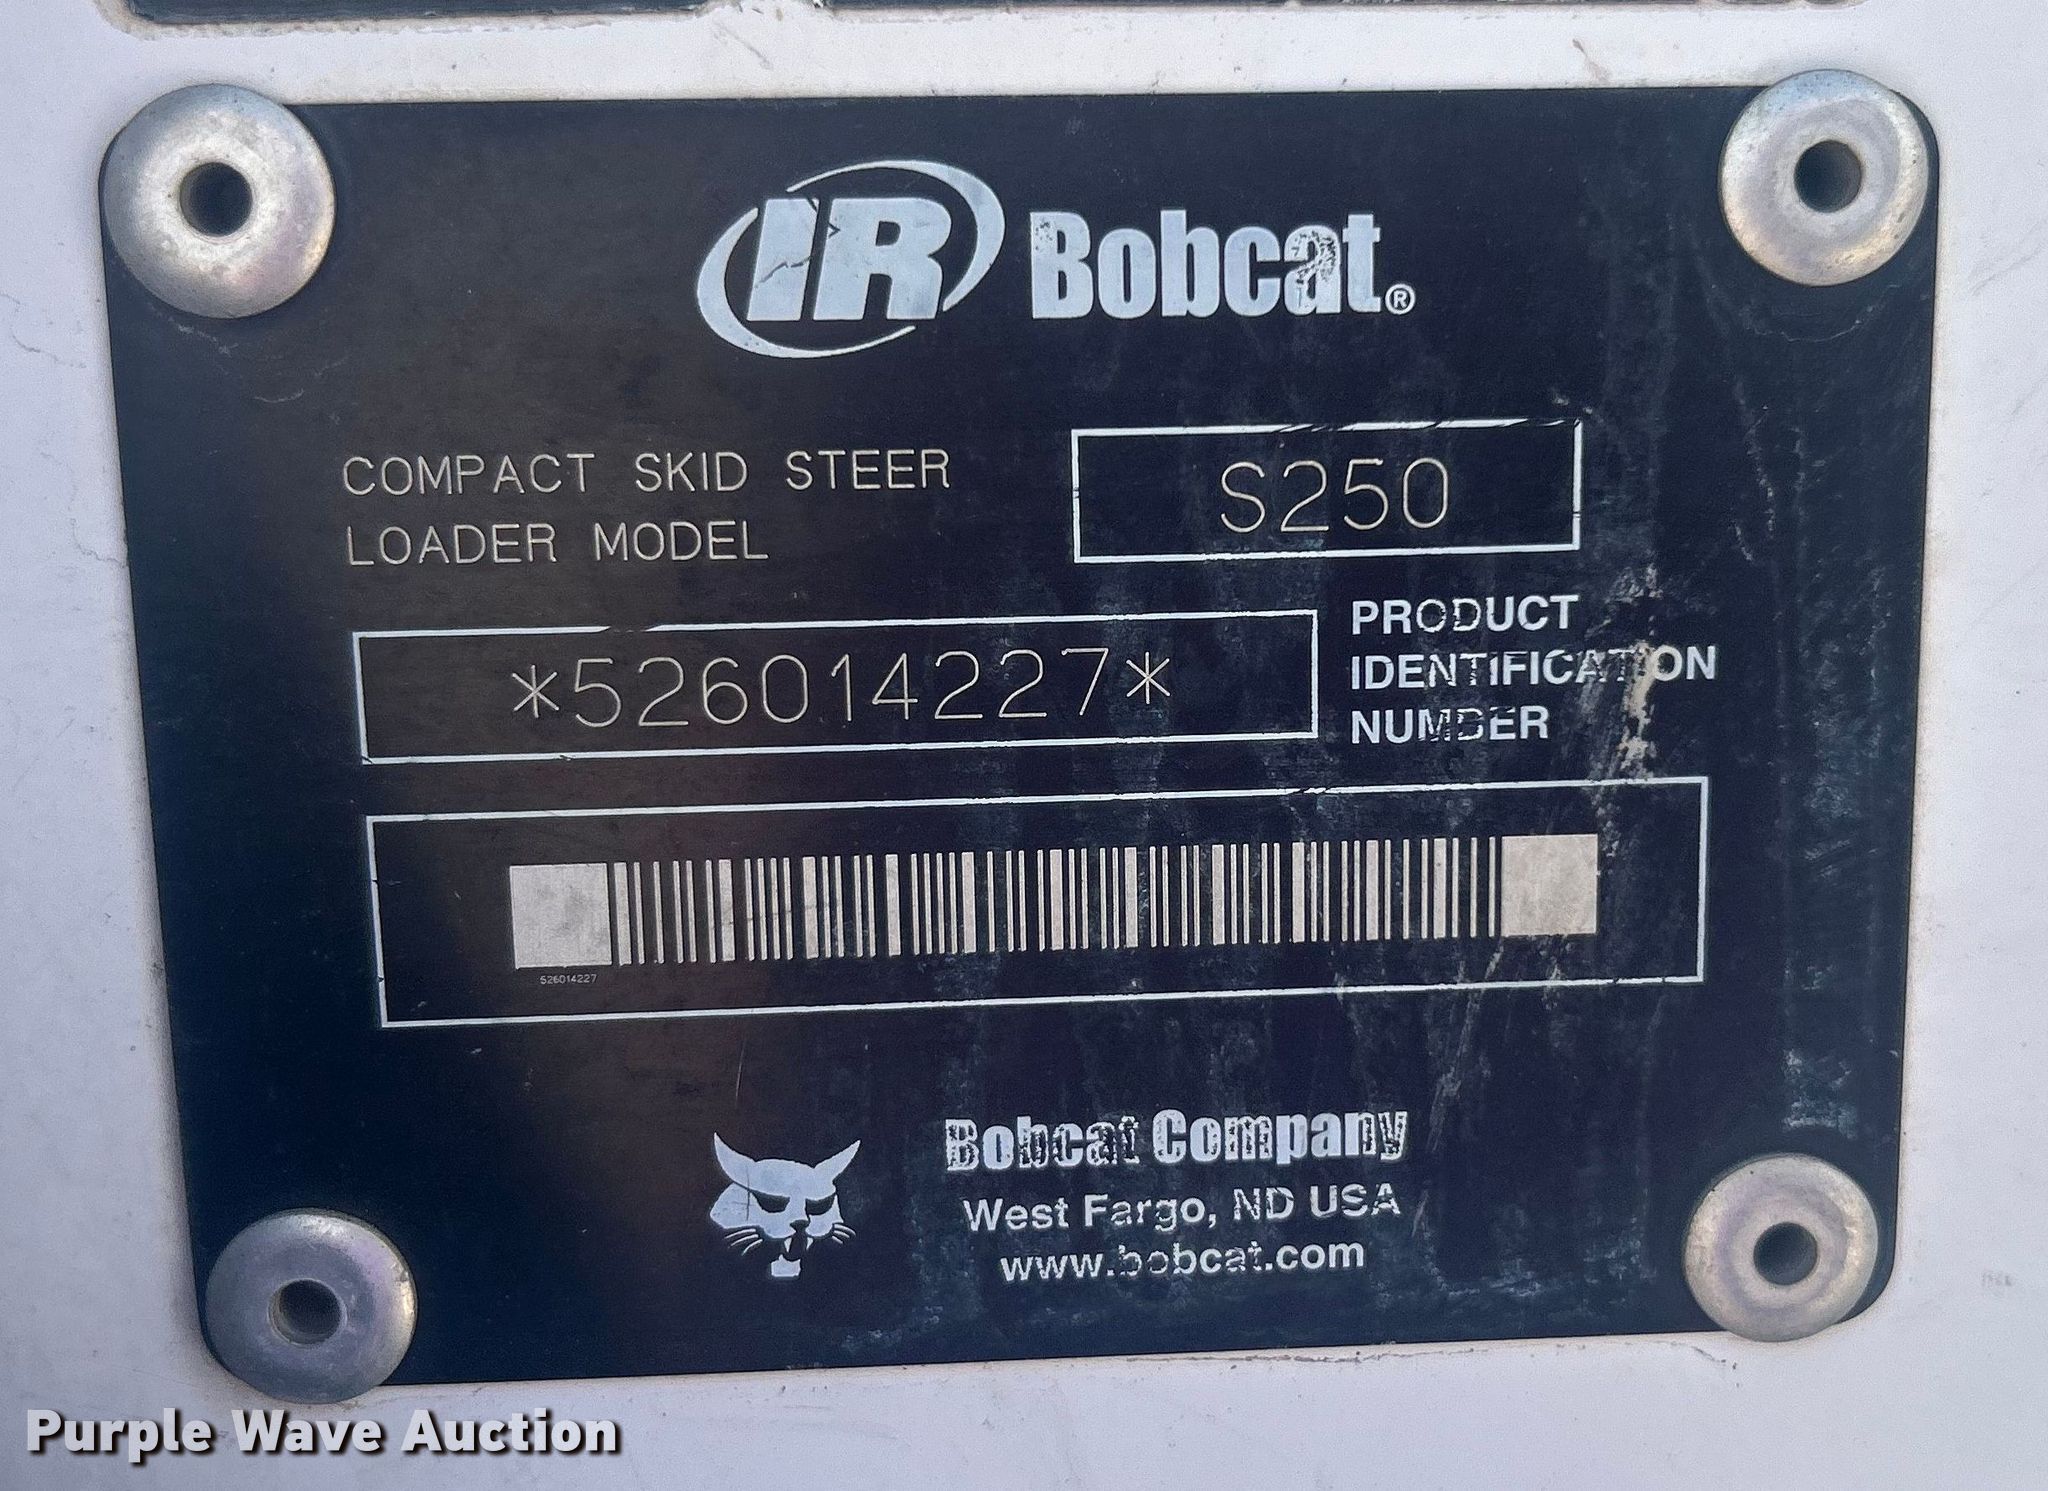 IR Bobcat®
COMPACT SKID STEER
LOADER MODEL
S250
*526014227*
PRODUCT
IDENTIFICATION
NUMBER
526014227
Bobcat Company
West Fargo, ND USA
www.bobcat.com
Purple Wave Auction